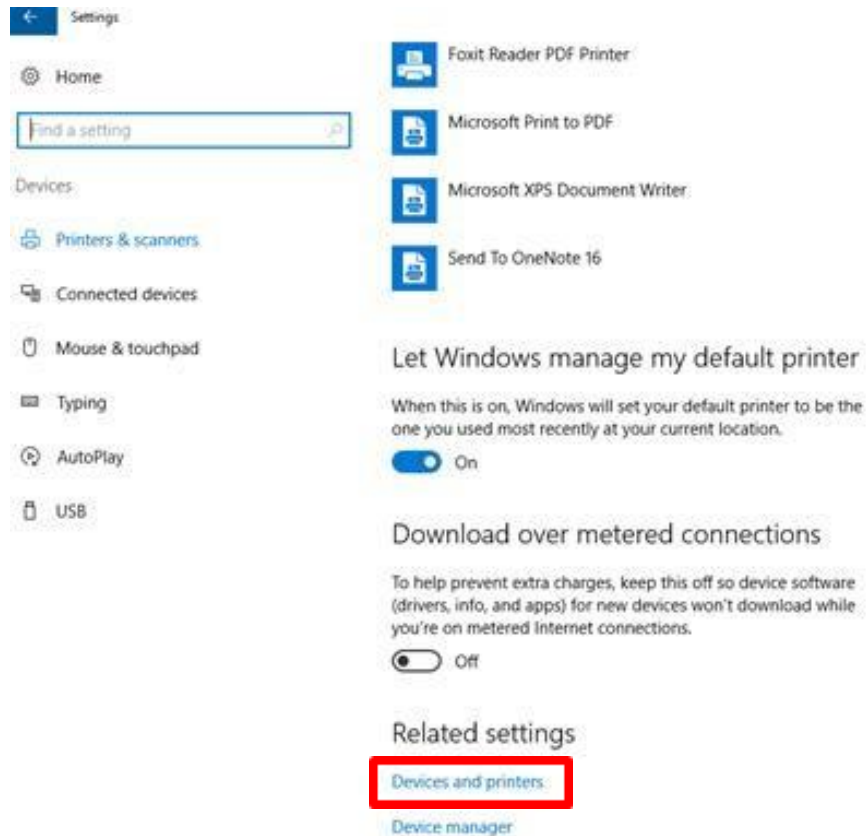 Settings
Home
Find a setting
Devices
Printers & scanners
Connected devices
Mouse & touchpad
Typing
AutoPlay
USB
Foxit Reader PDF Printer
Microsoft Print to PDF
Microsoft XPS Document Writer
Send To OneNote 16
Let Windows manage my default printer
When this is on, Windows will set your default printer to be the
one you used most recently at your current location.
On
Download over metered connections
To help prevent extra charges, keep this off so device software
(drivers, info, and apps) for new devices won't download while
you're on metered Internet connections.
Off
Related settings
Devices and printers
Device manager